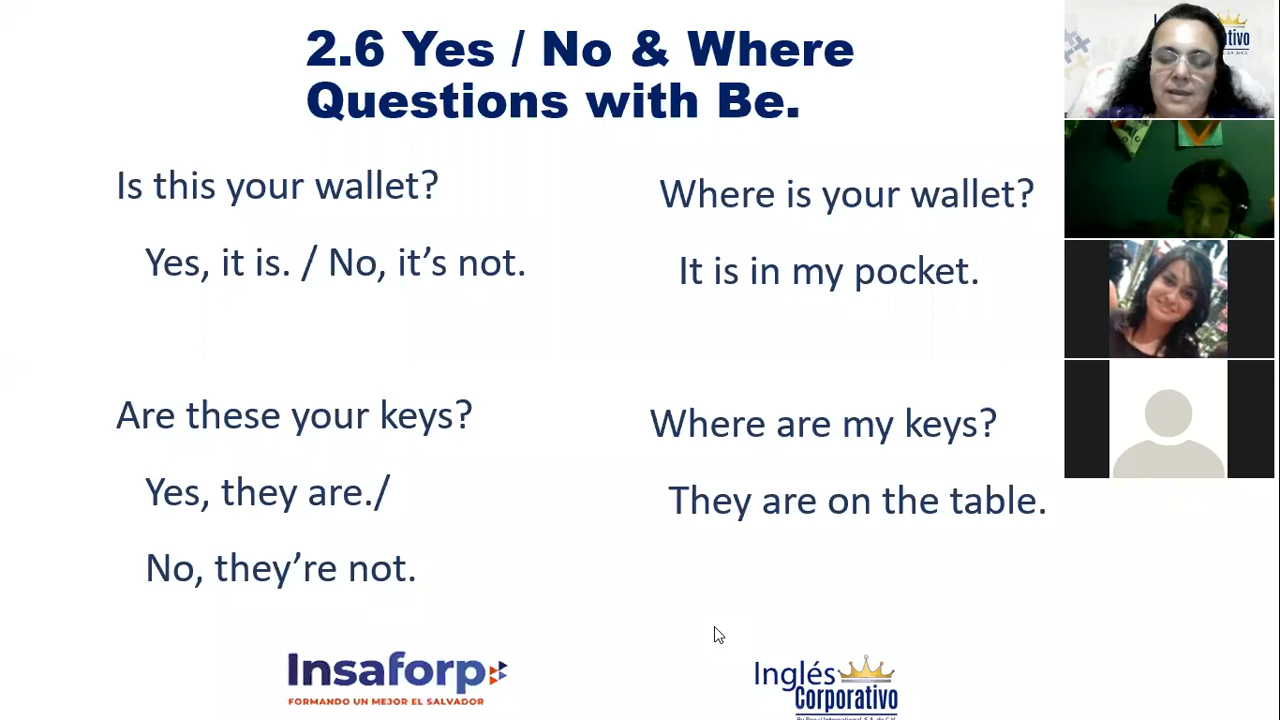 2.6 Yes / No & Where
Questions with Be.
Is this your wallet?
Yes, it is. / No, it’s not.
Where is your wallet?
It is in my pocket.
Are these your keys?
Yes, they are./
No, they’re not.
Where are my keys?
They are on the table.
Insaforp
FORMANDO UN MEJOR EL SALVADOR
Inglés
Corporativo